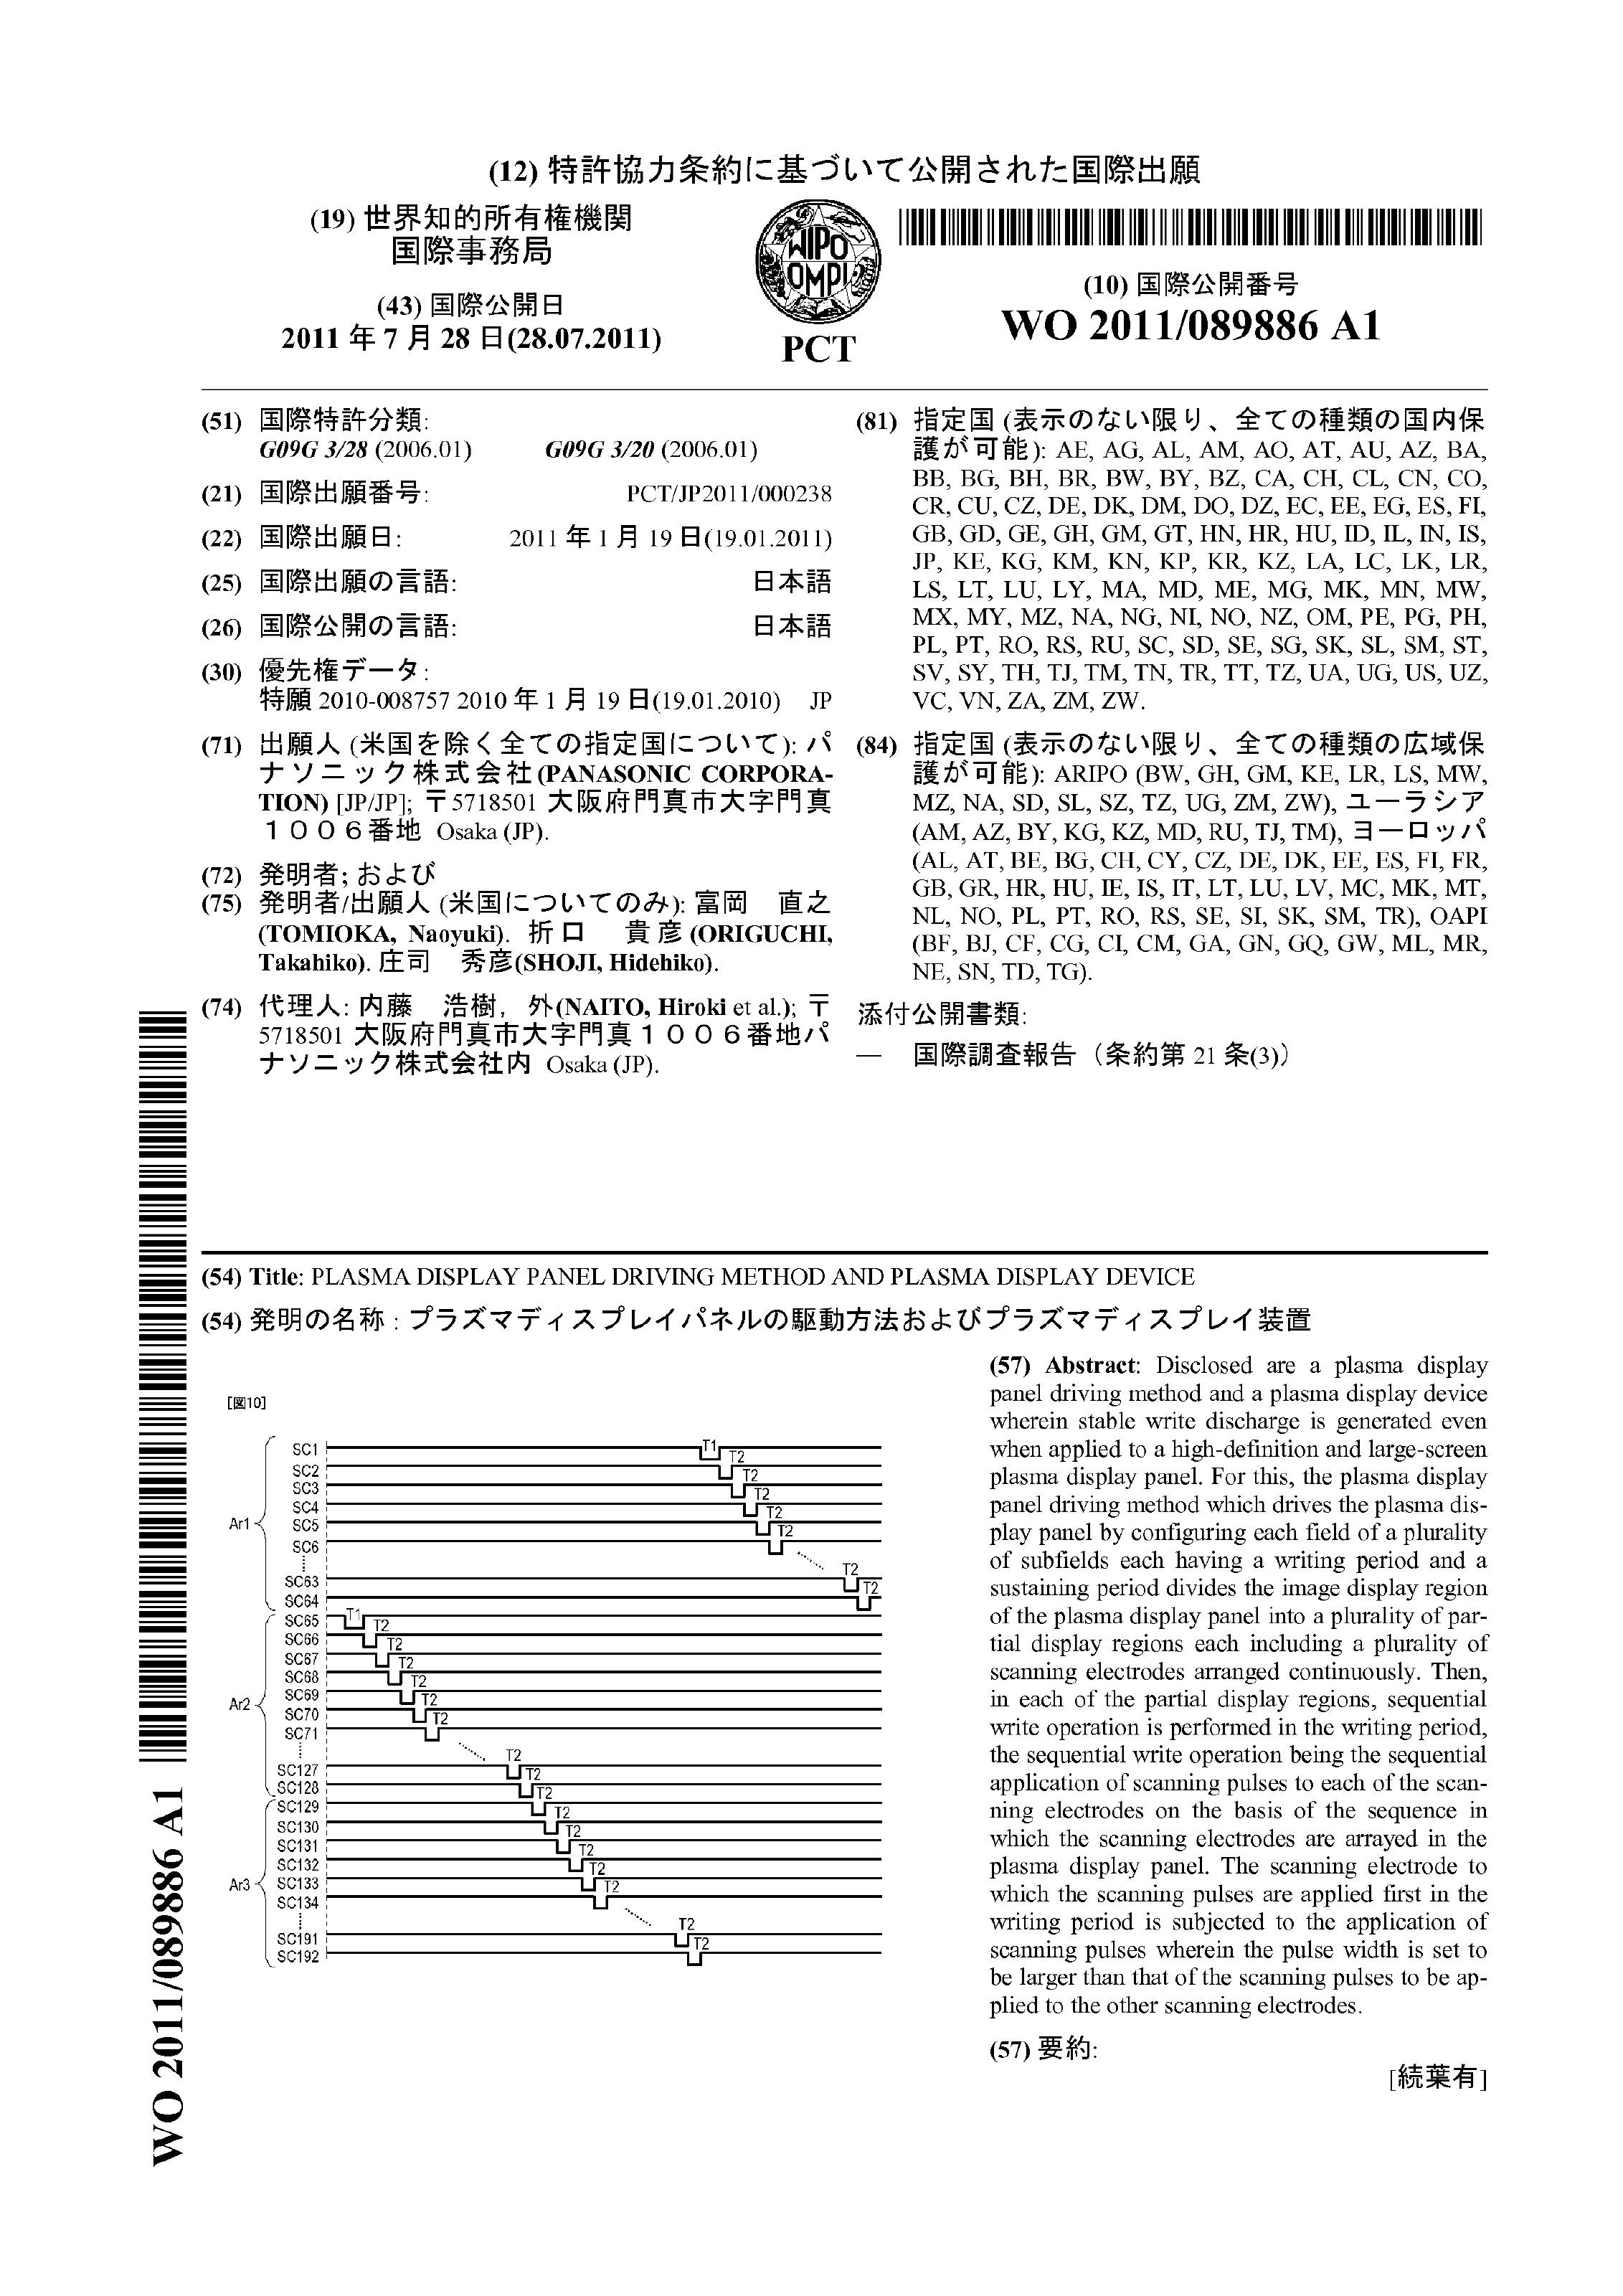 (12) 特許協力条約に基づいて公開された国際出願
(19) 世界知的所有権機関
国際事務局
(43) 国際公開日
2011 年 7 月 28 日(28.07.2011)
WIPO
OMPI
PCT
(10) 国際公開番号
WO 2011/089886 A1
(51) 国際特許分類:
G09G 3/28 (2006.01) G09G 3/20 (2006.01)
(21) 国際出願番号: PCT/JP2011/000238
(22) 国際出願日: 2011 年 1 月 19 日(19.01.2011)
(25) 国際出願の言語: 日本語
(26) 国際公開の言語: 日本語
(30) 優先権データ:
特願 2010-008757 2010 年 1 月 19 日(19.01.2010) JP
(71) 出願人 (米国を除く全ての指定国について): パ
ナソニック株式会社(PANASONIC CORPORA-
TION) [JP/JP]; 〒5718501 大阪府門真市大字門真
１００６番地 Osaka (JP).
(72) 発明者; および
(75) 発明者/出願人 (米国についてのみ): 富岡 直之
(TOMIOKA, Naoyuki). 折口 貴彦(ORIGUCHI,
Takahiko). 庄司 秀彦(SHOJI, Hidehiko).
(74) 代理人: 内藤 浩樹, 外(NAITO, Hiroki et al.); 〒
5718501 大阪府門真市大字門真１００６番地パ
ナソニック株式会社内 Osaka (JP).
(81) 指定国 (表示のない限り、全ての種類の国内保
護が可能): AE, AG, AL, AM, AO, AT, AU, AZ, BA,
BB, BG, BH, BR, BW, BY, BZ, CA, CH, CL, CN, CO,
CR, CU, CZ, DE, DK, DM, DO, DZ, EC, EE, EG, ES, FI,
GB, GD, GE, GH, GM, GT, HN, HR, HU, ID, IL, IN, IS,
JP, KE, KG, KM, KN, KP, KR, KZ, LA, LC, LK, LR,
LS, LT, LU, LY, MA, MD, ME, MG, MK, MN, MW,
MX, MY, MZ, NA, NG, NI, NO, NZ, OM, PE, PG, PH,
PL, PT, RO, RS, RU, SC, SD, SE, SG, SK, SL, SM, ST,
SV, SY, TH, TJ, TM, TN, TR, TT, TZ, UA, UG, US, UZ,
VC, VN, ZA, ZM, ZW.
(84) 指定国 (表示のない限り、全ての種類の広域保
護が可能): ARIPO (BW, GH, GM, KE, LR, LS, MW,
MZ, NA, SD, SL, SZ, TZ, UG, ZM, ZW), ユーラシア
(AM, AZ, BY, KG, KZ, MD, RU, TJ, TM), ヨーロッパ
(AL, AT, BE, BG, CH, CY, CZ, DE, DK, EE, ES, FI, FR,
GB, GR, HR, HU, IE, IS, IT, LT, LU, LV, MC, MK, MT,
NL, NO, PL, PT, RO, RS, SE, SI, SK, SM, TR), OAPI
(BF, BJ, CF, CG, CI, CM, GA, GN, GQ, GW, ML, MR,
NE, SN, TD, TG).
添付公開書類:
— 国際調査報告（条約第 21 条(3)）
(54) Title: PLASMA DISPLAY PANEL DRIVING METHOD AND PLASMA DISPLAY DEVICE
(54) 発明の名称 : プラズマディスプレイパネルの駆動方法およびプラズマディスプレイ装置
[図10]
Ar1
SC1 T1
SC2 T2
SC3 T2
SC4 T2
SC5 T2
SC6 T2
SC63 T2
SC64 T2
Ar2
SC65 T1
SC66 T2
SC67 T2
SC68 T2
SC69 T2
SC70 T2
SC71 T2
SC127 T2
SC128 T2
Ar3
SC129 T2
SC130 T2
SC131 T2
SC132 T2
SC133 T2
SC134 T2
SC191 T2
SC192 T2
(57) Abstract: Disclosed are a plasma display
panel driving method and a plasma display device
wherein stable write discharge is generated even
when applied to a high-definition and large-screen
plasma display panel. For this, the plasma display
panel driving method which drives the plasma dis-
play panel by configuring each field of a plurality
of subfields each having a writing period and a
sustaining period divides the image display region
of the plasma display panel into a plurality of par-
tial display regions each including a plurality of
scanning electrodes arranged continuously. Then,
in each of the partial display regions, sequential
write operation is performed in the writing period,
the sequential write operation being the sequential
application of scanning pulses to each of the scan-
ning electrodes on the basis of the sequence in
which the scanning electrodes are arrayed in the
plasma display panel. The scanning electrode to
which the scanning pulses are applied first in the
writing period is subjected to the application of
scanning pulses wherein the pulse width is set to
be larger than that of the scanning pulses to be ap-
plied to the other scanning electrodes.
(57) 要約:
[続葉有]
WO 2011/089886 A1